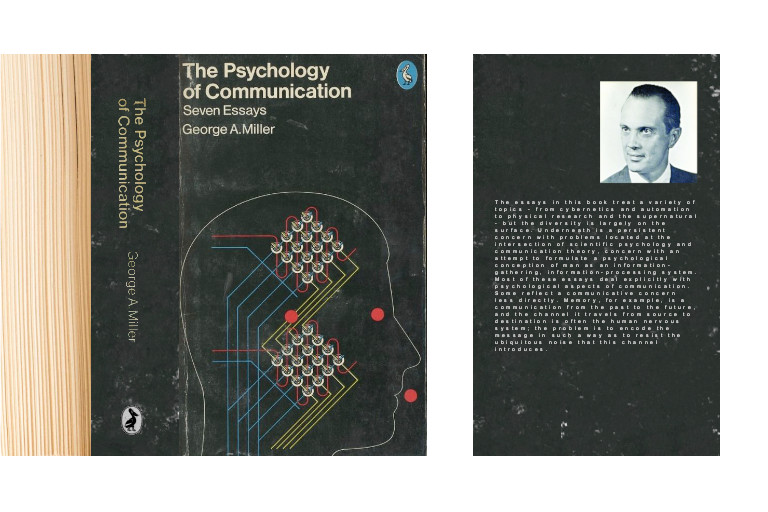 The Psychology
of Communication
George A. Miller
The Psychology
of Communication
Seven Essays
George A. Miller
The essays in this book treat a variety of
topics - from cybernetics and automation
to physical research and the supernatural
- but the diversity is largely on the
surface. Underneath is a persistent
concern with problems located at the
intersection of scientific psychology and
communication theory, concern with an
attempt to formulate a psychological
conception of man as an information-
gathering, information-processing system.
Most of these essays deal explicitly with
psychological aspects of communication.
Some reflect a communicative concern
less directly. Memory, for example, is a
communication from the past to the future,
and the channel it travels from source to
destination is often the human nervous
system; the problem is to encode the
message in such a way as to resist the
ubiquitous noise that this channel
introduces.